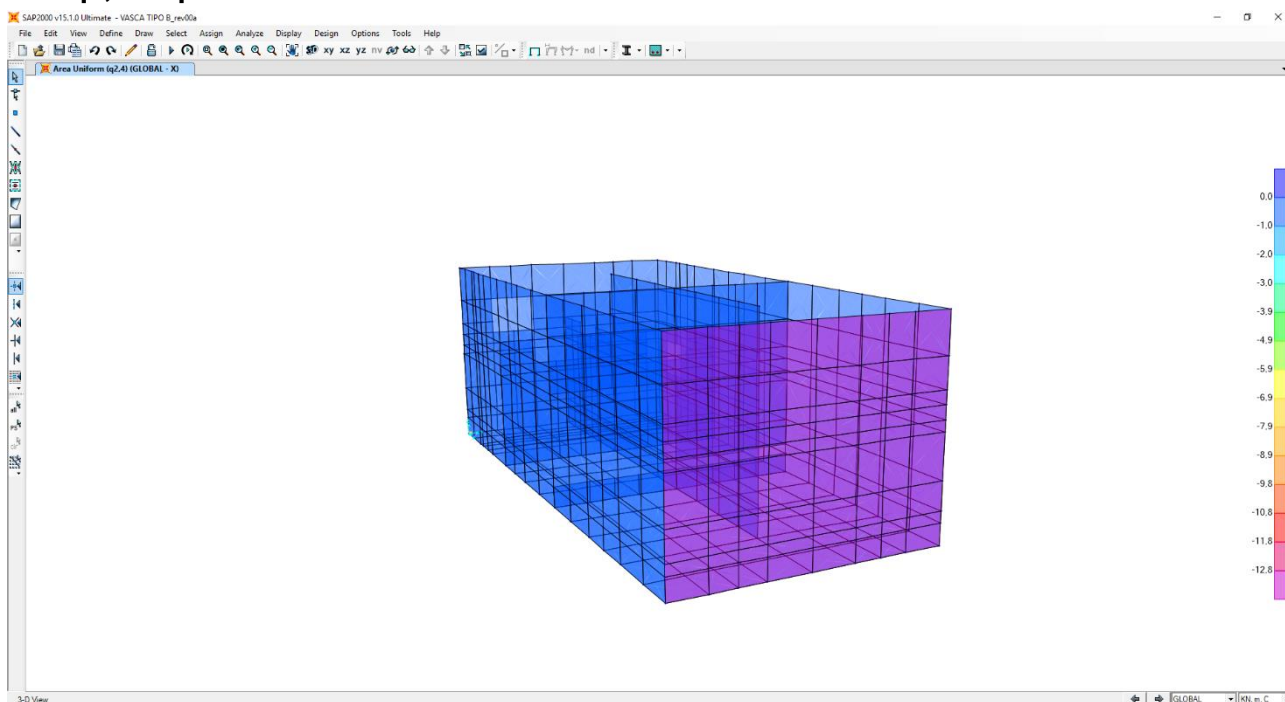 SAP2000 v15.1.0 Ultimate - VASCA TIPO B_rev00a
File Edit View Define Draw Select Assign Analyze Display Design Options Tools Help
xy xz yz nv nd
Area Uniform (q2,4) (GLOBAL - X)
0.0
-1.0
-2.0
-3.0
-3.9
-4.9
-5.9
-6.9
-7.9
-8.9
-9.8
-10.8
-11.8
-12.8
3-D View
GLOBAL
KN, m, C